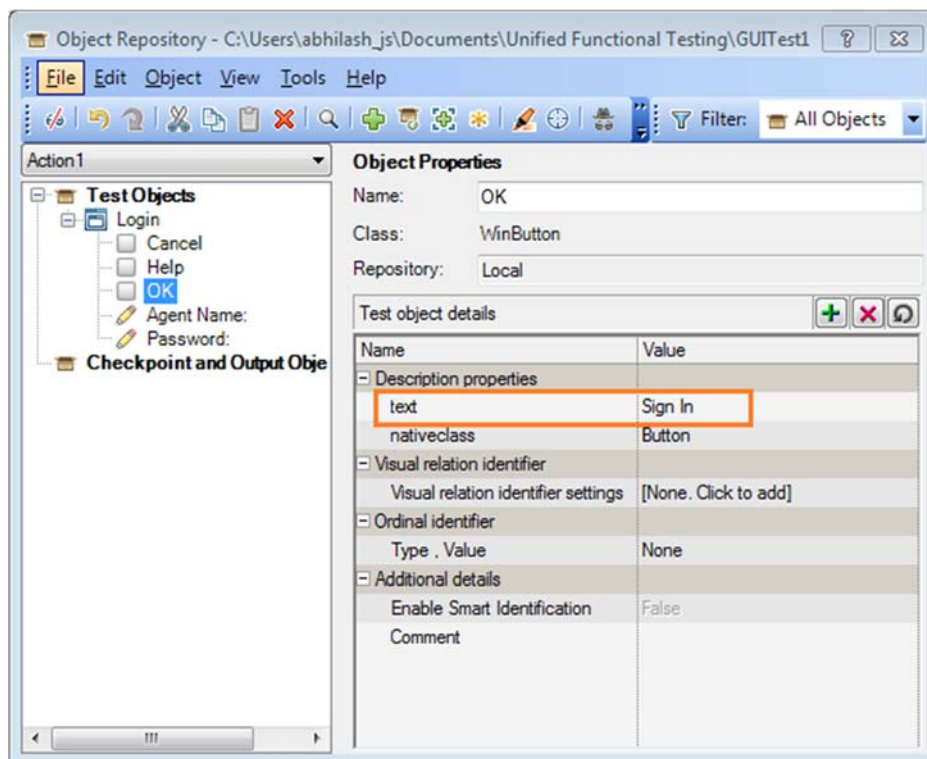 Object Repository - C:\Users\abhilash_js\Documents\Unified Functional Testing\GUITest1
File Edit Object View Tools Help
Filter: All Objects
Action1
Test Objects
Login
Cancel
Help
OK
Agent Name:
Password:
Checkpoint and Output Obje
Object Properties
Name: OK
Class: WinButton
Repository: Local
Test object details
Name Value
Description properties
text Sign In
nativeclass Button
Visual relation identifier
Visual relation identifier settings [None. Click to add]
Ordinal identifier
Type , Value None
Additional details
Enable Smart Identification False
Comment